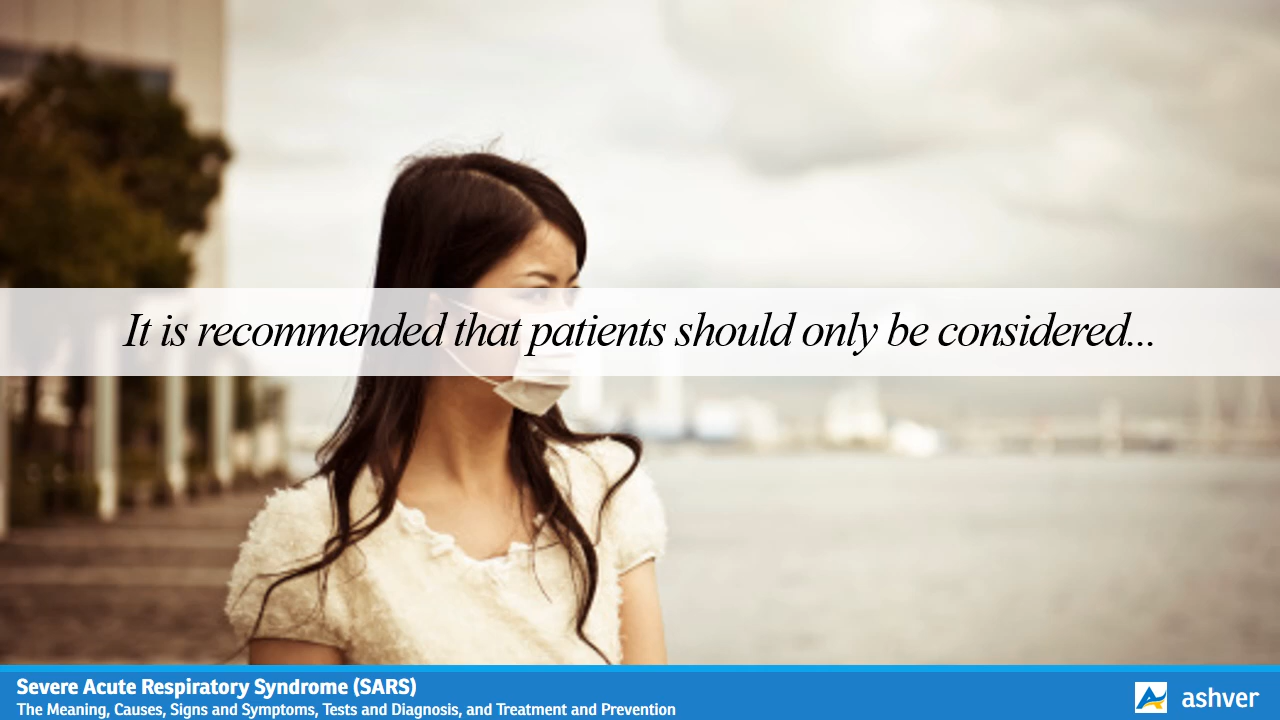 It is recommended that patients should only be considered...
Severe Acute Respiratory Syndrome (SARS)
The Meaning, Causes, Signs and Symptoms, Tests and Diagnosis, and Treatment and Prevention
ashver